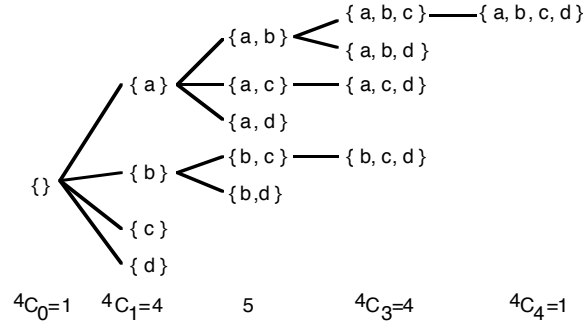 { a, b, c } { a, b, c, d }
{ a, b }
{ a, b, d }
{ a } { a, c } { a, c, d }
{ a, d }
{ b, c } { b, c, d }
{ b }
{} {b,d}
{ c }
{ d }
⁴C₀=1 ⁴C₁=4 5 ⁴C₃=4 ⁴C₄=1